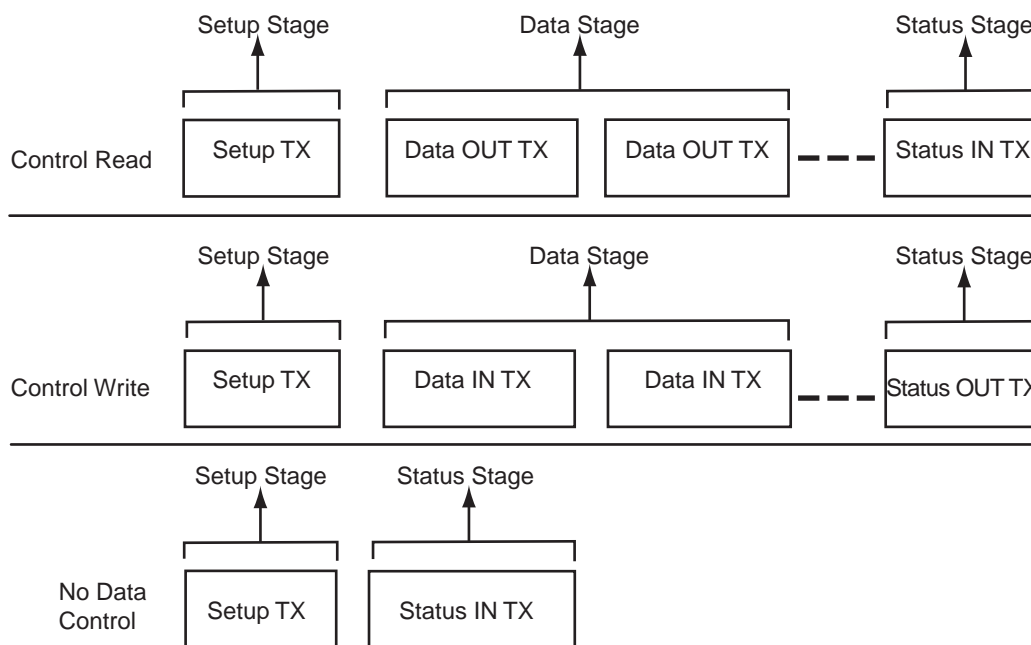 Setup Stage Data Stage Status Stage
Control Read Setup TX Data OUT TX Data OUT TX Status IN TX
Setup Stage Data Stage Status Stage
Control Write Setup TX Data IN TX Data IN TX Status OUT TX
Setup Stage Status Stage
No Data
Control
Setup TX Status IN TX